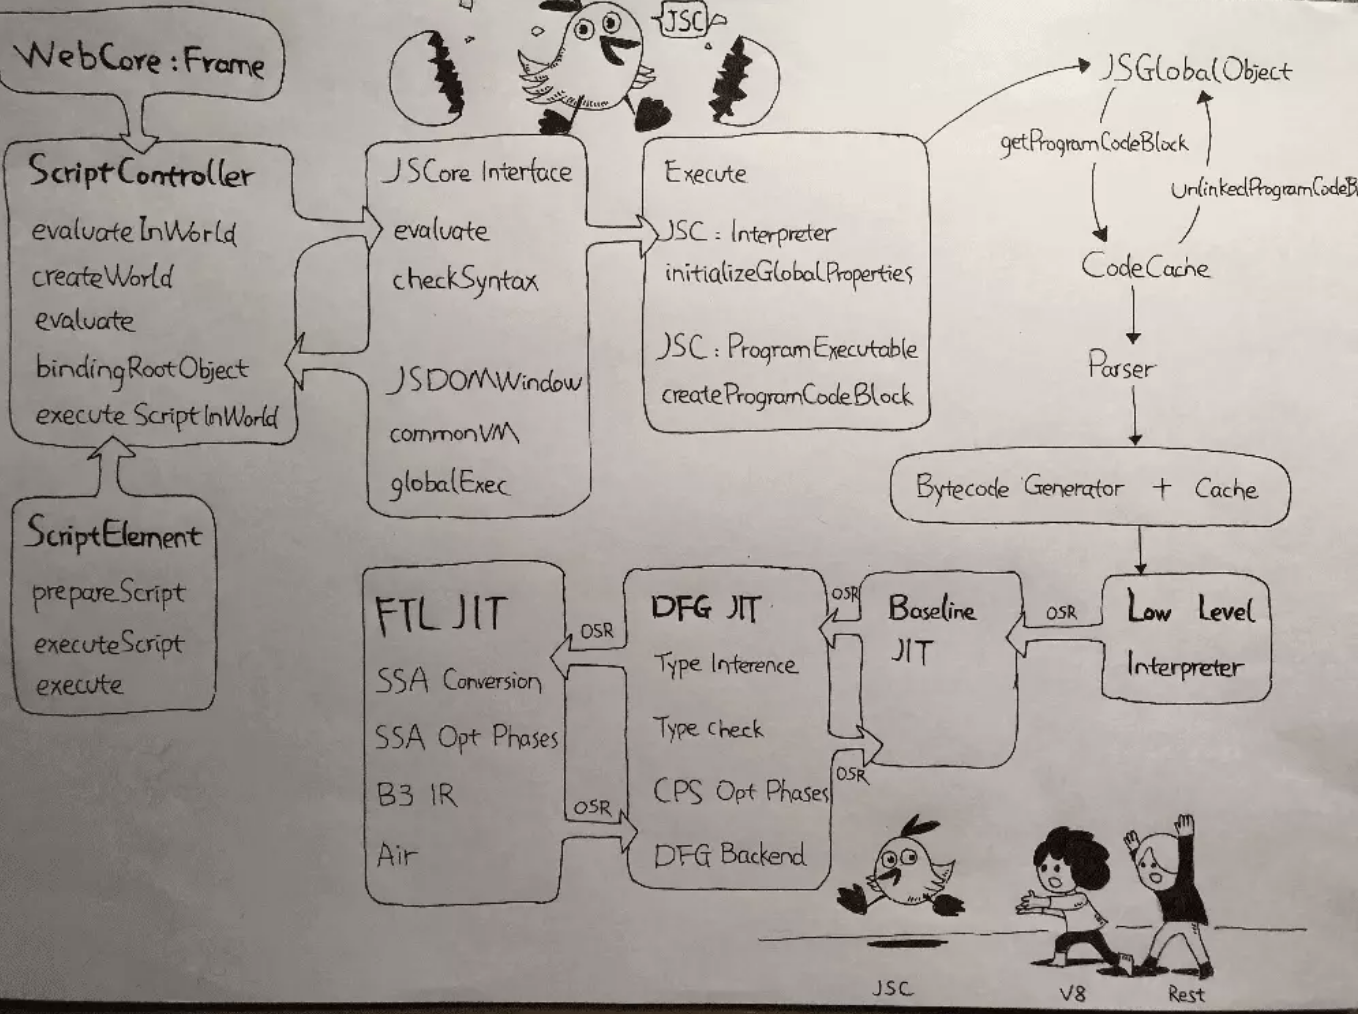 WebCore : Frame
{JSC}
ScriptController
evaluateInWorld
createWorld
evaluate
bindingRootObject
execute ScriptInWorld
ScriptElement
prepareScript
executeScript
execute
JSCore Interface
evaluate
checkSyntax
JSDOMWindow
commonVM
globalExec
Execute
JSC : Interpreter
initializeGlobalProperties
JSC : ProgramExecutable
createProgramCodeBlock
JSGlobalObject
getProgramCodeBlock
UnlinkedProgramCodeB
CodeCache
Parser
Bytecode Generator + Cache
Low Level
Interpreter
OSR
Baseline
JIT
OSR
OSR
DFG JIT
Type Inference
Type check
CPS Opt Phases
DFG Backend
OSR
OSR
FTL JIT
SSA Conversion
SSA Opt Phases
B3 IR
Air
JSC
V8
Rest